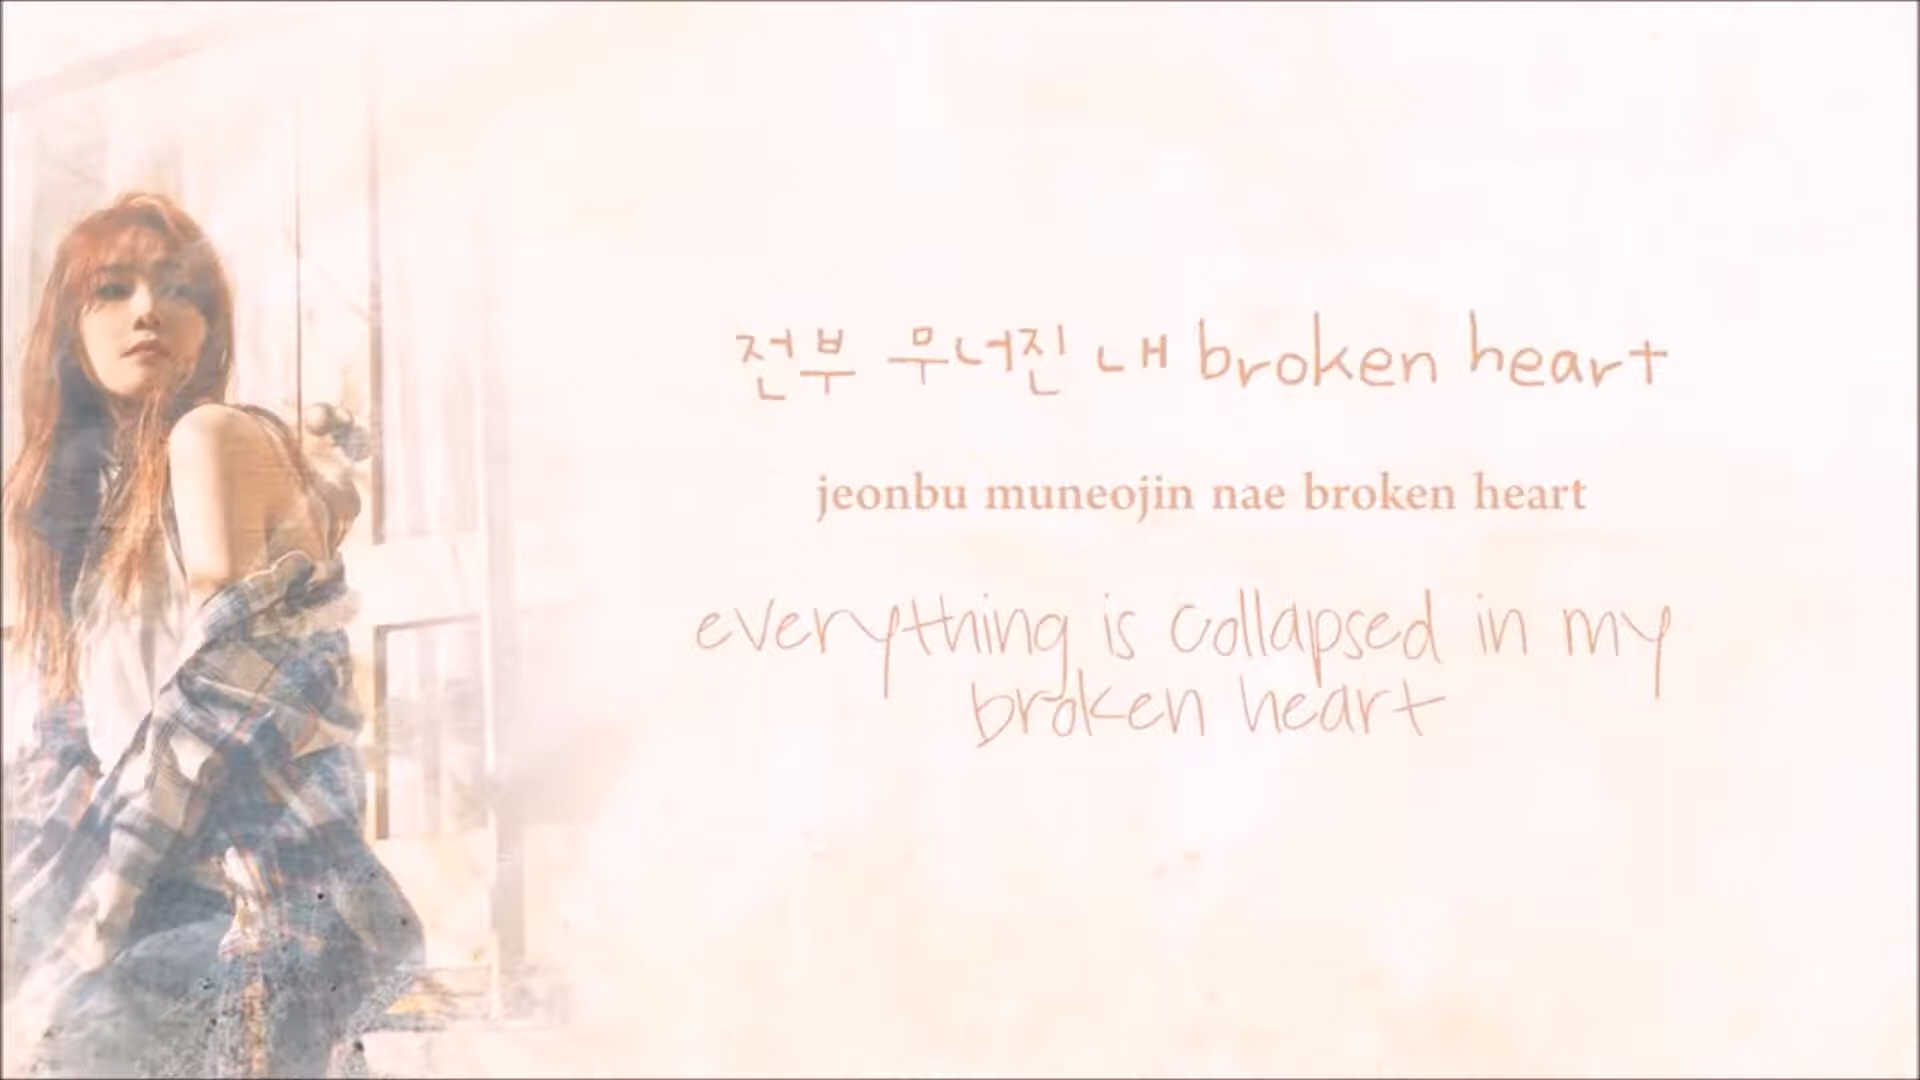 전부 무너진 내 broken heart
jeonbu muneojin nae broken heart
everything is collapsed in my
broken heart